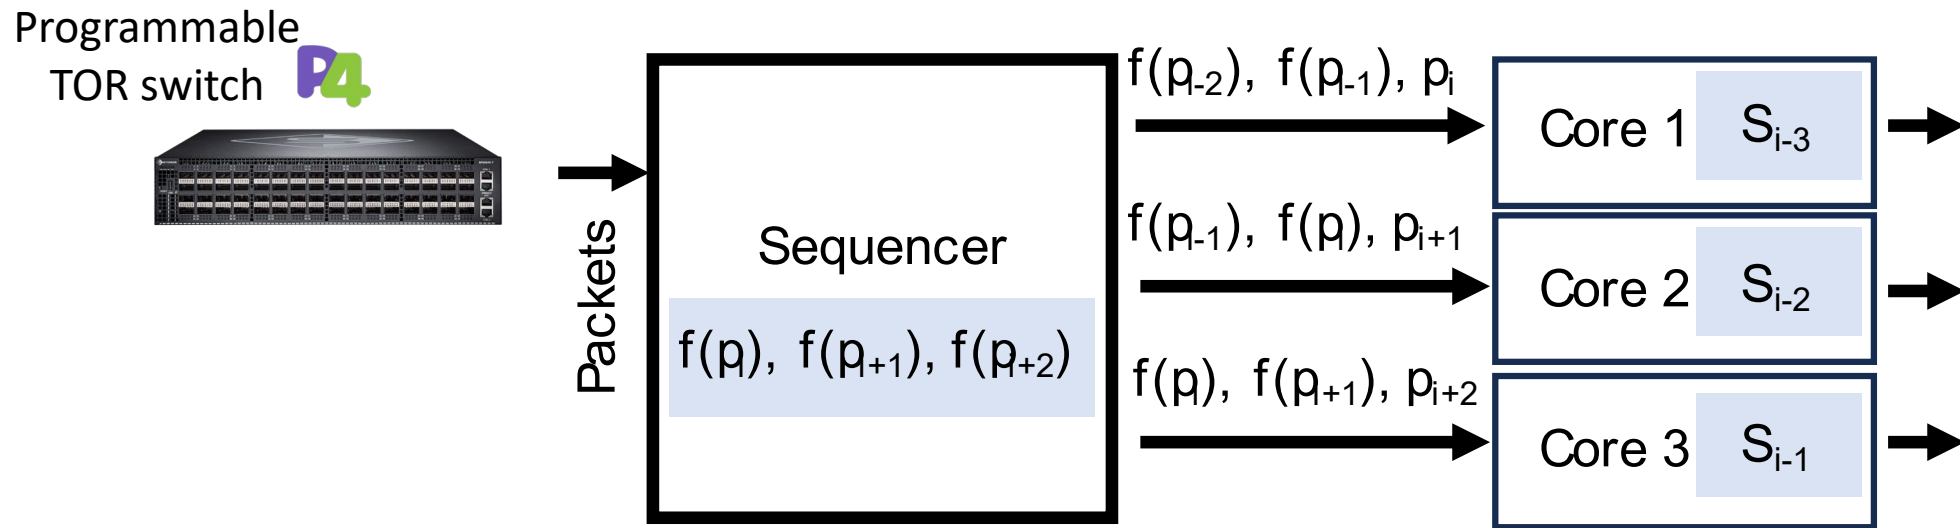 Programmable
TOR switch P4
Packets
Sequencer
f(pᵢ), f(pᵢ₊₁), f(pᵢ₊₂)
f(pᵢ₋₂), f(pᵢ₋₁), pᵢ
Core 1 Sᵢ₋₃
f(pᵢ₋₁), f(pᵢ), pᵢ₊₁
Core 2 Sᵢ₋₂
f(pᵢ), f(pᵢ₊₁), pᵢ₊₂
Core 3 Sᵢ₋₁